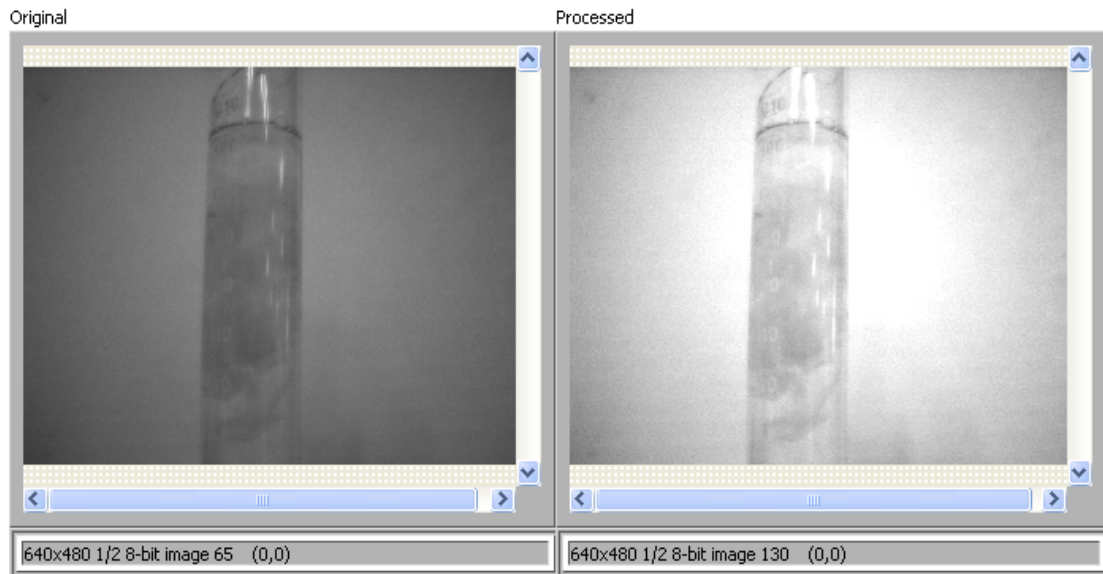 Original
Processed
640x480 1/2 8-bit image 65 (0,0)
640x480 1/2 8-bit image 130 (0,0)